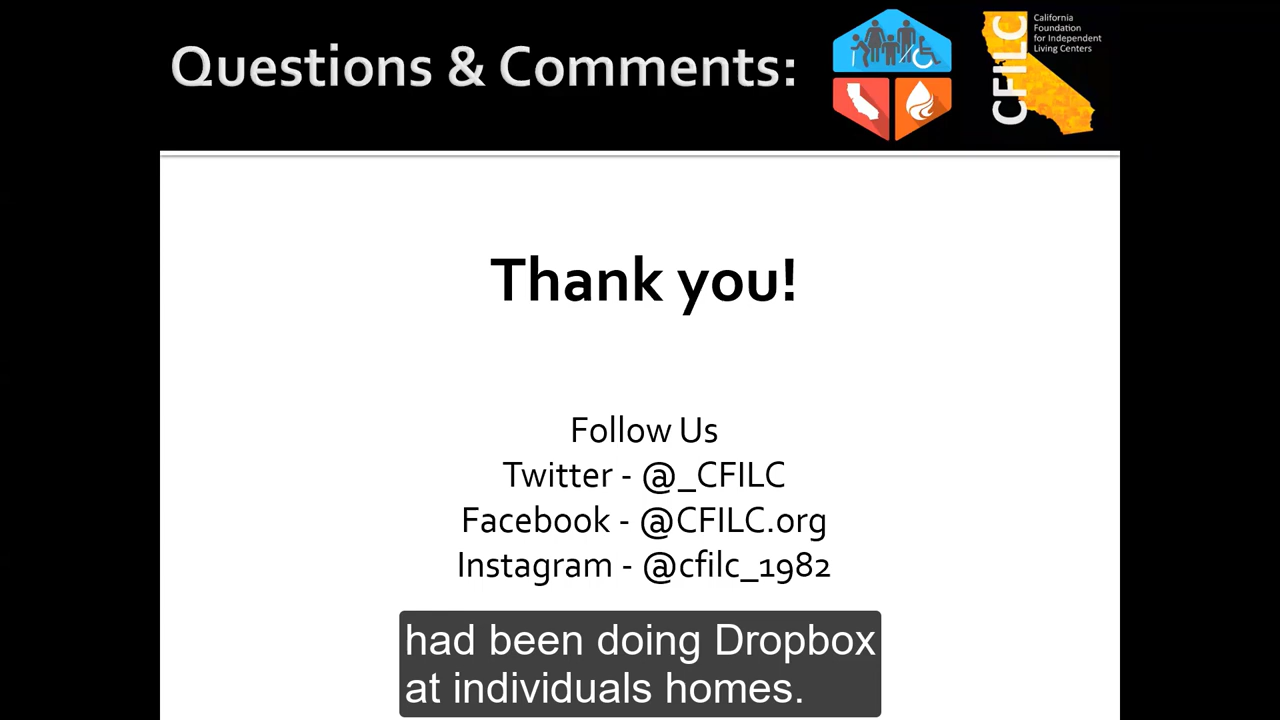 Questions & Comments:
CFILC
California
Foundation
for Independent
Living Centers
Thank you!
Follow Us
Twitter - @_CFILC
Facebook - @CFILC.org
Instagram - @cfilc_1982
had been doing Dropbox
at individuals homes.